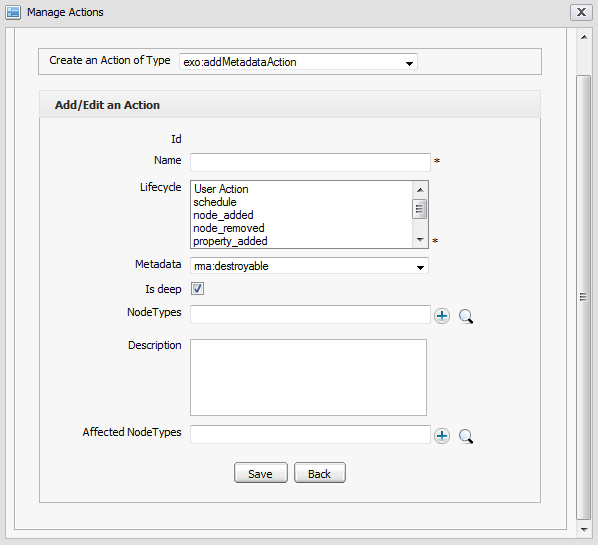 Manage Actions
Create an Action of Type exo:addMetadataAction
Add/Edit an Action
Id
Name *
Lifecycle User Action
schedule
node_added
node_removed
property_added *
Metadata rma:destroyable
Is deep
NodeTypes
Description
Affected NodeTypes
Save Back